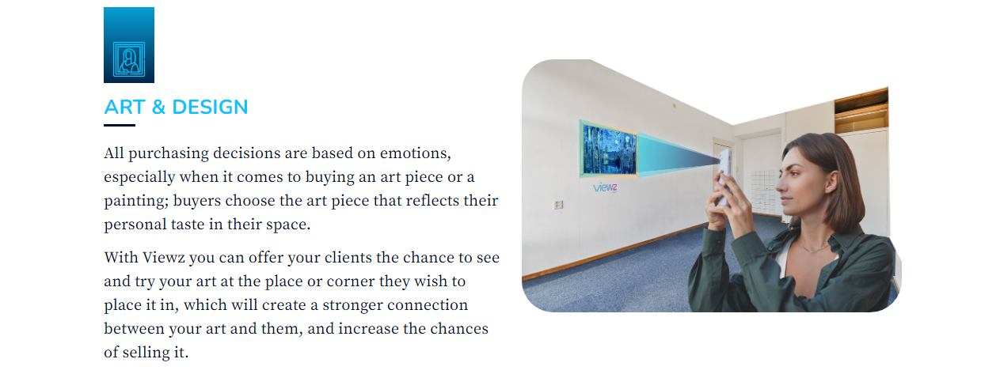 ART & DESIGN
All purchasing decisions are based on emotions,
especially when it comes to buying an art piece or a
painting; buyers choose the art piece that reflects their
personal taste in their space.
With Viewz you can offer your clients the chance to see
and try your art at the place or corner they wish to
place it in, which will create a stronger connection
between your art and them, and increase the chances
of selling it.
viewz